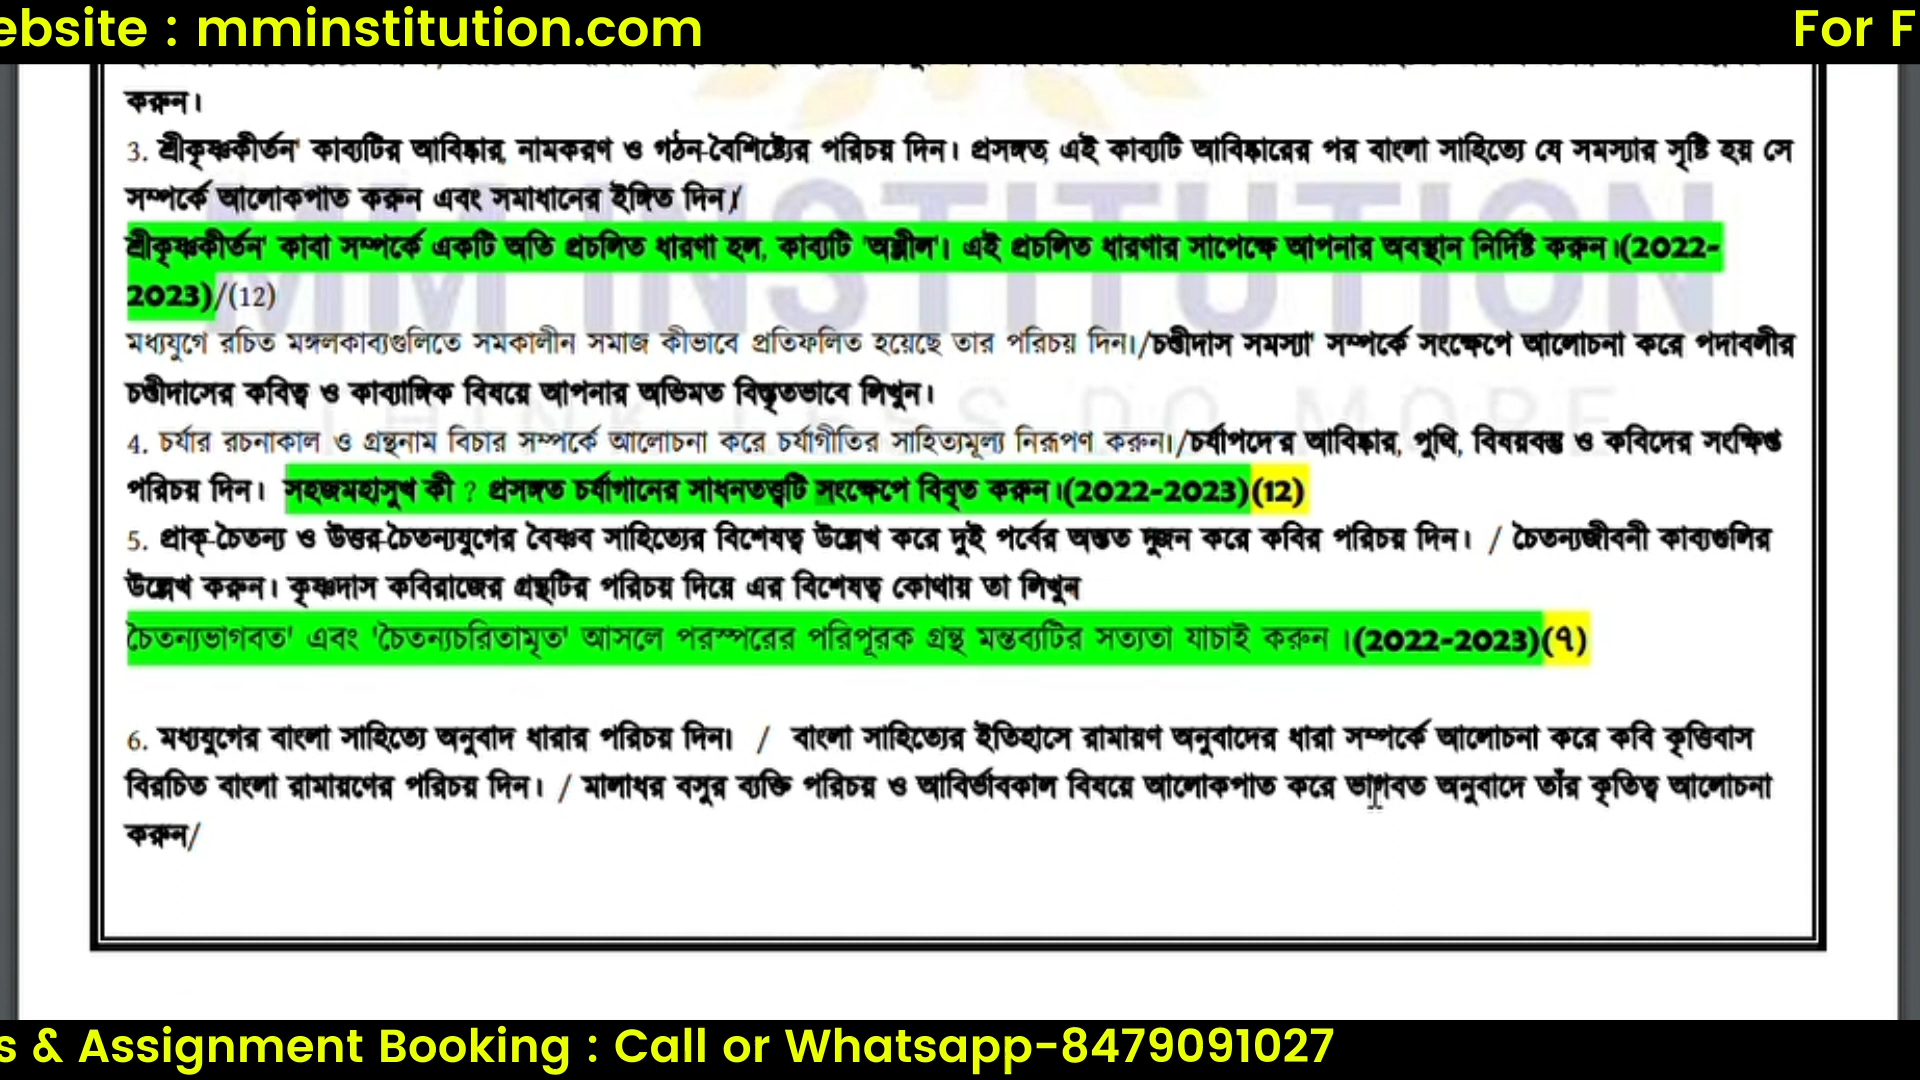 ebsite : mminstitution.com For F
করুন।
3. শ্রীকৃষ্ণকীর্তন' কাব্যটির আবিষ্কার, নামকরণ ও গঠন-বৈশিষ্ট্যের পরিচয় দিন। প্রসঙ্গত, এই কাব্যটি আবিষ্কারের পর বাংলা সাহিত্যে যে সমস্যার সৃষ্টি হয় সে
সম্পর্কে আলোকপাত করুন এবং সমাধানের ইঙ্গিত দিন।/
শ্রীকৃষ্ণকীর্তন' কাবা সম্পর্কে একটি অতি প্রচলিত ধারণা হল, কাব্যটি 'অশ্লীল'। এই প্রচলিত ধারণার সাপেক্ষে আপনার অবস্থান নির্দিষ্ট করুন।(2022-
2023)/(12)
মধ্যযুগে রচিত মঙ্গলকাব্যগুলিতে সমকালীন সমাজ কীভাবে প্রতিফলিত হয়েছে তার পরিচয় দিন।/চণ্ডীদাস সমস্যা' সম্পর্কে সংক্ষেপে আলোচনা করে পদাবলীর
চণ্ডীদাসের কবিত্ব ও কাব্যাঙ্গিক বিষয়ে আপনার অভিমত বিস্তৃতভাবে লিখুন।
4. চর্যার রচনাকাল ও গ্রন্থনাম বিচার সম্পর্কে আলোচনা করে চর্যাগীতির সাহিত্যমূল্য নিরূপণ করুন।/চর্যাপদের আবিষ্কার, পুথি, বিষয়বস্তু ও কবিদের সংক্ষিপ্ত
পরিচয় দিন। সহজমহাসুখ কী ? প্রসঙ্গত চর্যাগানের সাধনতত্ত্বটি সংক্ষেপে বিবৃত করুন।(2022-2023)(12)
5. প্রাক্-চৈতন্য ও উত্তর-চৈতন্যযুগের বৈষ্ণব সাহিত্যের বিশেষত্ব উল্লেখ করে দুই পর্বের অন্তত দুজন করে কবির পরিচয় দিন। / চৈতন্যজীবনী কাব্যগুলির
উল্লেখ করুন। কৃষ্ণদাস কবিরাজের গ্রন্থটির পরিচয় দিয়ে এর বিশেষত্ব কোথায় তা লিখুন
চৈতন্যভাগবত' এবং 'চৈতন্যচরিতামৃত' আসলে পরস্পরের পরিপূরক গ্রন্থ মন্তব্যটির সত্যতা যাচাই করুন ।(2022-2023)(৭)
6. মধ্যযুগের বাংলা সাহিত্যে অনুবাদ ধারার পরিচয় দিন। / বাংলা সাহিত্যের ইতিহাসে রামায়ণ অনুবাদের ধারা সম্পর্কে আলোচনা করে কবি কৃত্তিবাস
বিরচিত বাংলা রামায়ণের পরিচয় দিন। / মালাধর বসুর ব্যক্তি পরিচয় ও আবির্ভাবকাল বিষয়ে আলোকপাত করে ভাগবত অনুবাদে তাঁর কৃতিত্ব আলোচনা
করুন/
MM INSTITUTION
THINK LESS DO MORE
s & Assignment Booking : Call or Whatsapp-8479091027